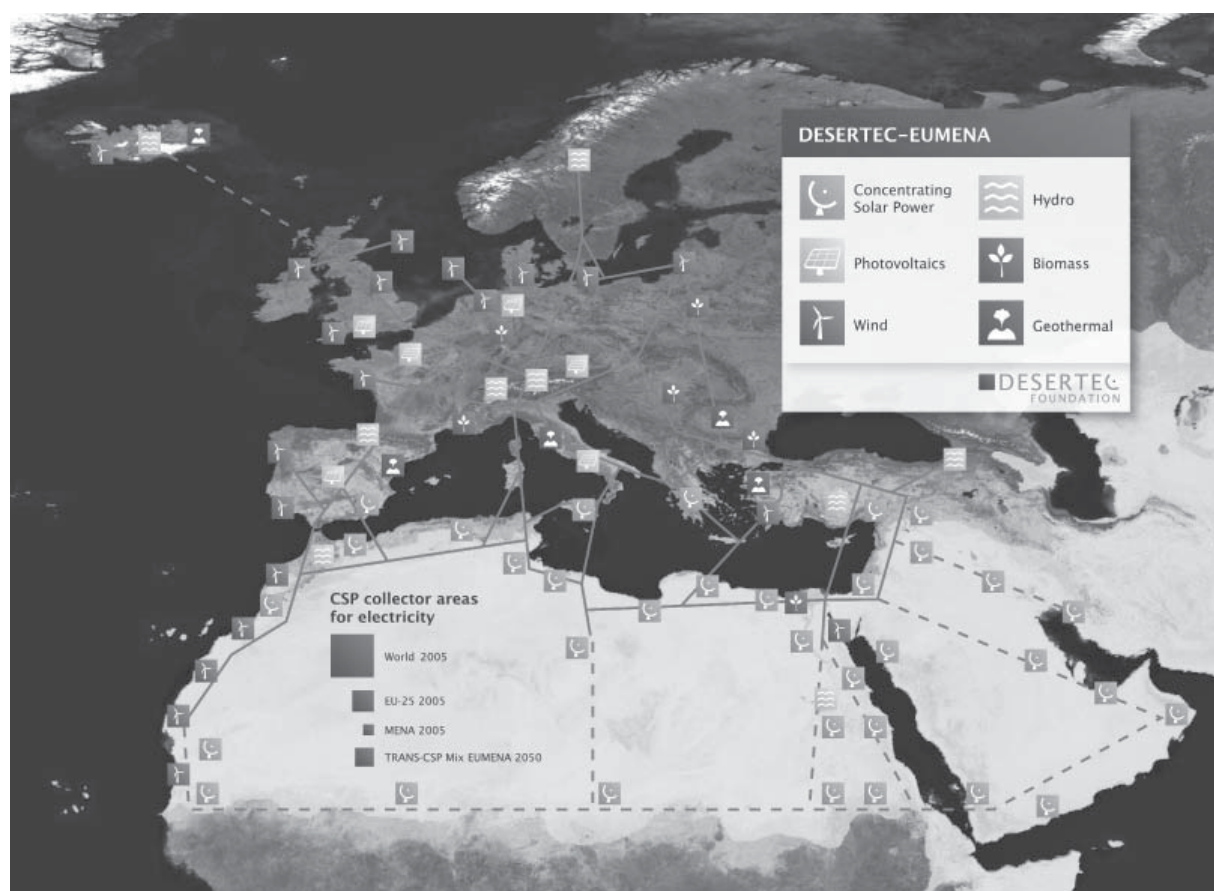 DESERTEC-EUMENA
Concentrating
Solar Power
Hydro
Photovoltaics
Biomass
Wind
Geothermal
DESERTEC
FOUNDATION
CSP collector areas
for electricity
World 2005
EU-25 2005
MENA 2005
TRANS-CSP Mix EUMENA 2050